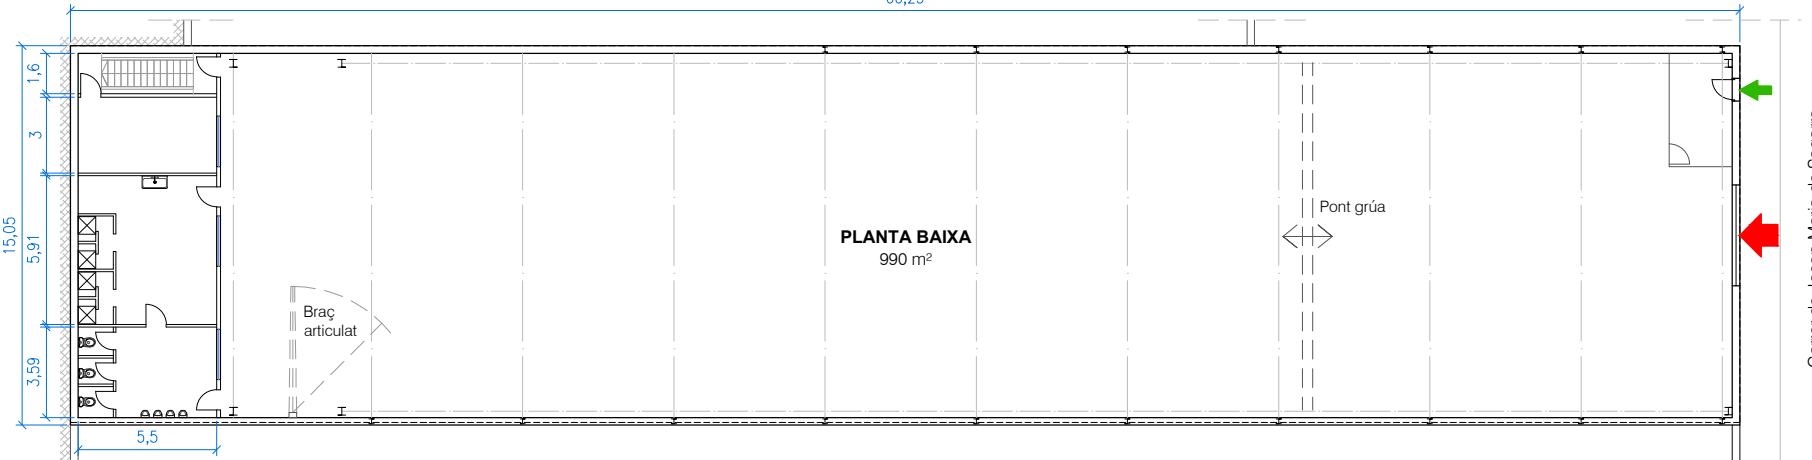 1,6
3
15,05
5,91
3,59
5,5
PLANTA BAIXA
990 m²
Pont grúa
Braç
articulat